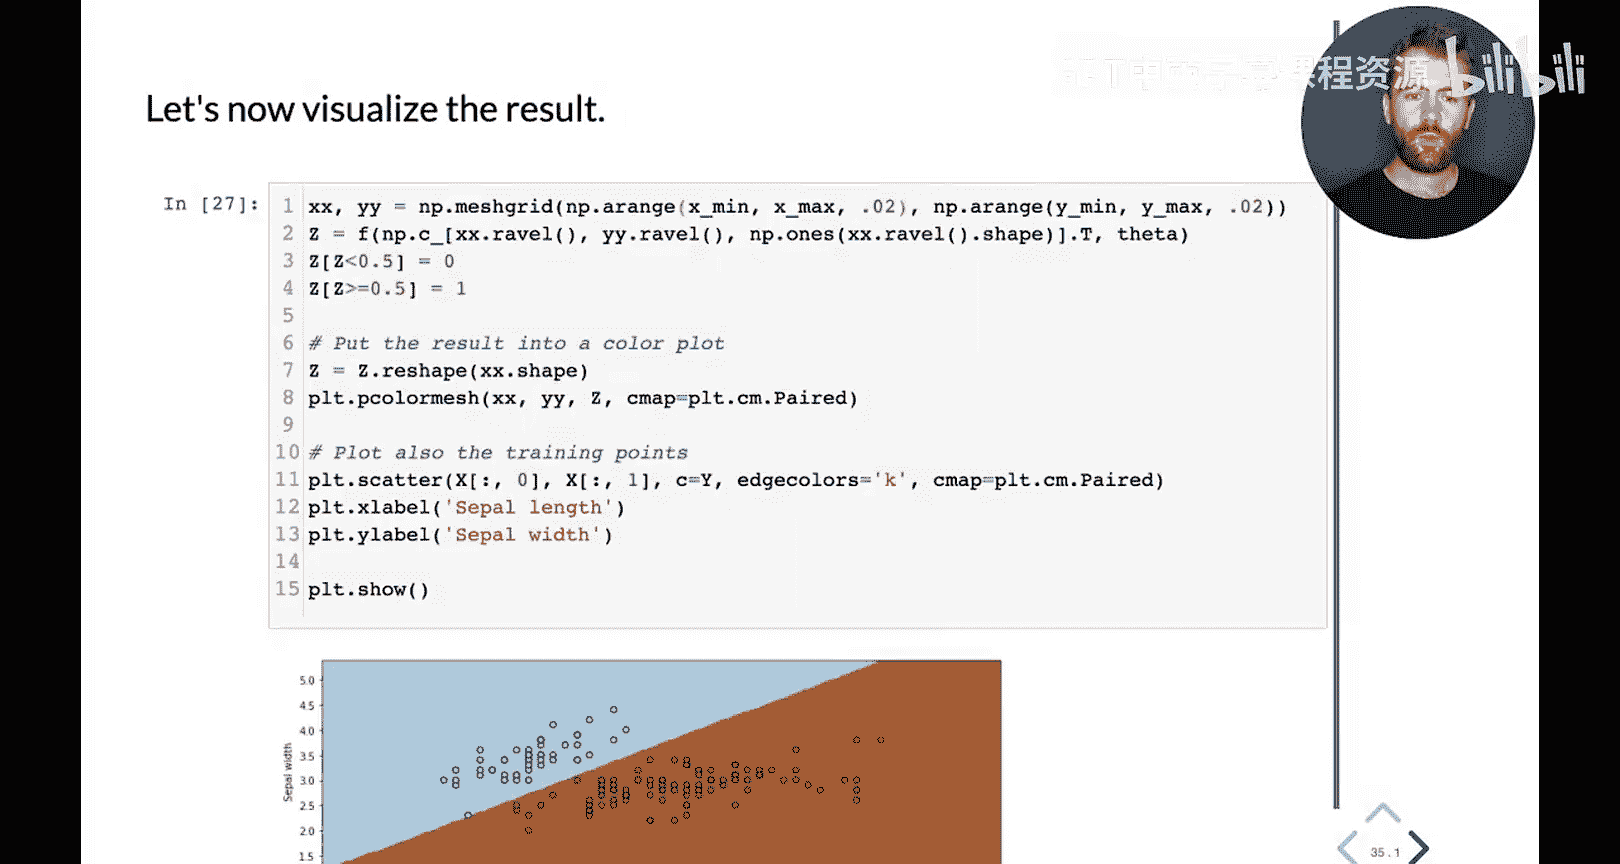 Let's now visualize the result.
In [27]:
1 xx, yy = np.meshgrid(np.arange(x_min, x_max, .02), np.arange(y_min, y_max, .02))
2 Z = f(np.c_[xx.ravel(), yy.ravel(), np.ones(xx.ravel().shape)].T, theta)
3 Z[Z<0.5] = 0
4 Z[Z>=0.5] = 1
5
6 # Put the result into a color plot
7 Z = Z.reshape(xx.shape)
8 plt.pcolormesh(xx, yy, Z, cmap=plt.cm.Paired)
9
10 # Plot also the training points
11 plt.scatter(X[:, 0], X[:, 1], c=Y, edgecolors='k', cmap=plt.cm.Paired)
12 plt.xlabel('Sepal length')
13 plt.ylabel('Sepal width')
14
15 plt.show()
5.0
4.5
4.0
3.5
3.0
2.5
2.0
1.5
Sepal width
35.1
课程资源
bilibili